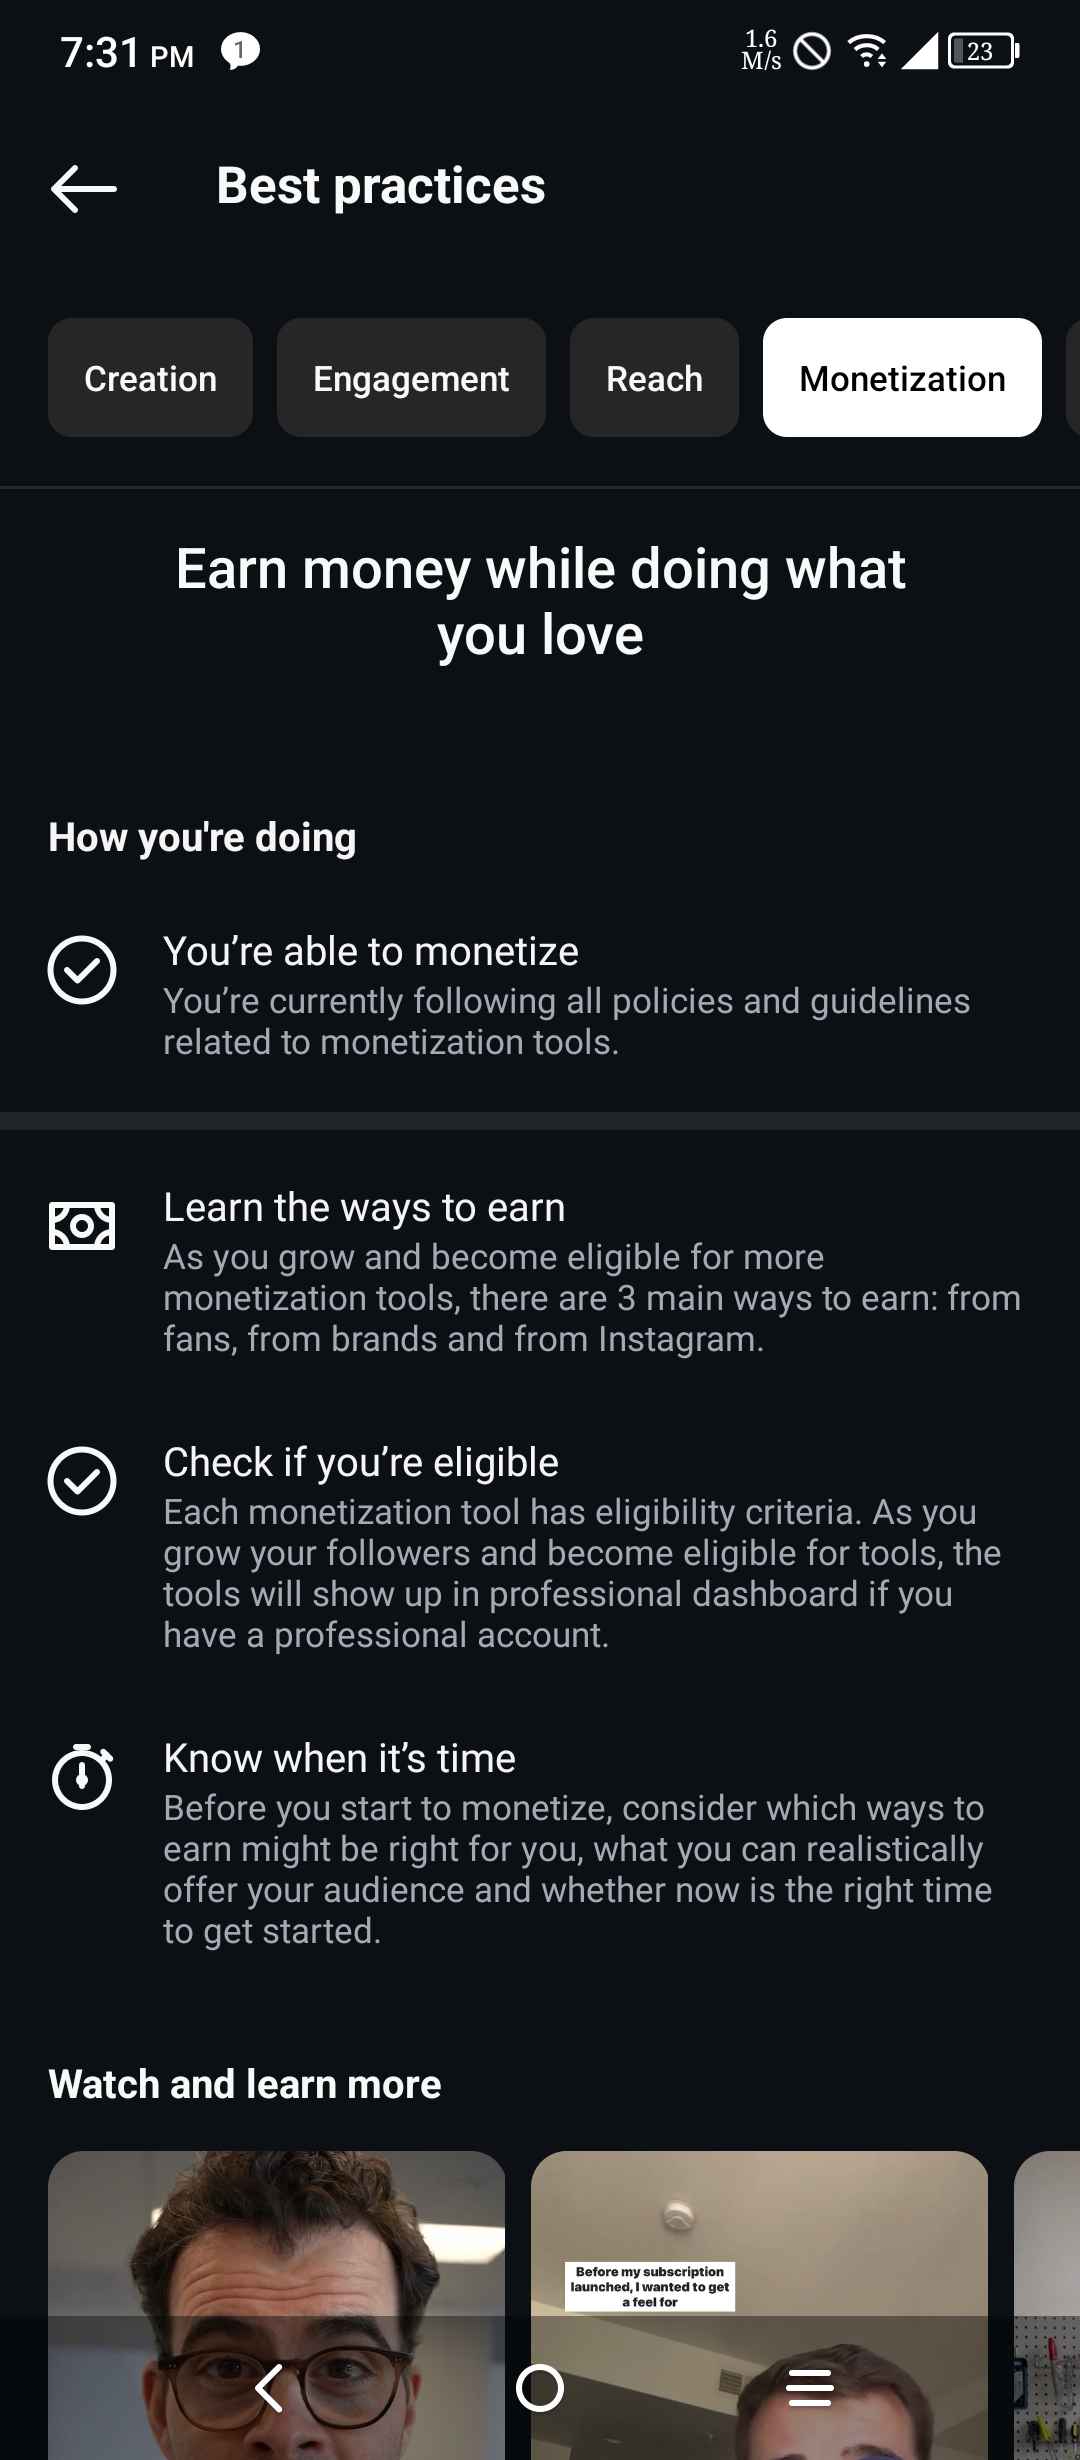 7:31 PM
1
1.6
M/s
23
Best practices
Creation
Engagement
Reach
Monetization
Earn money while doing what
you love
How you're doing
You’re able to monetize
You’re currently following all policies and guidelines
related to monetization tools.
Learn the ways to earn
As you grow and become eligible for more
monetization tools, there are 3 main ways to earn: from
fans, from brands and from Instagram.
Check if you’re eligible
Each monetization tool has eligibility criteria. As you
grow your followers and become eligible for tools, the
tools will show up in professional dashboard if you
have a professional account.
Know when it’s time
Before you start to monetize, consider which ways to
earn might be right for you, what you can realistically
offer your audience and whether now is the right time
to get started.
Watch and learn more
Before my subscription
launched, I wanted to get
a feel for